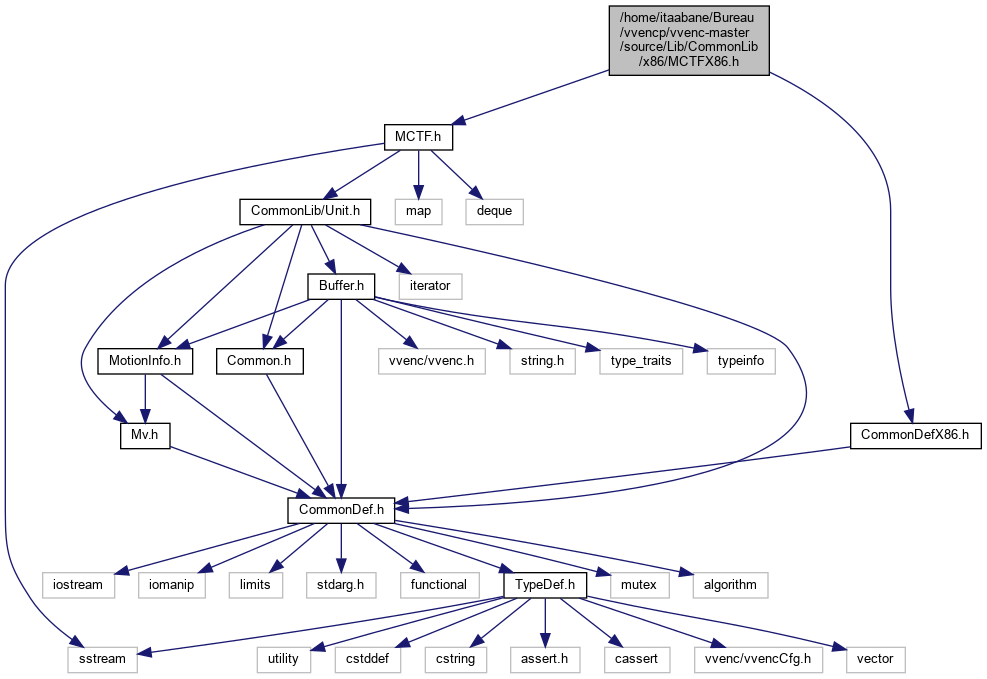 /home/itaabane/Bureau
/vvencp/vvenc-master
/source/Lib/CommonLib
/x86/MCTFX86.h
MCTF.h
CommonLib/Unit.h
map
deque
Buffer.h
iterator
MotionInfo.h
Common.h
vvenc/vvenc.h
string.h
type_traits
typeinfo
Mv.h
CommonDefX86.h
CommonDef.h
iostream
iomanip
limits
stdarg.h
functional
TypeDef.h
mutex
algorithm
sstream
utility
cstddef
cstring
assert.h
cassert
vvenc/vvencCfg.h
vector